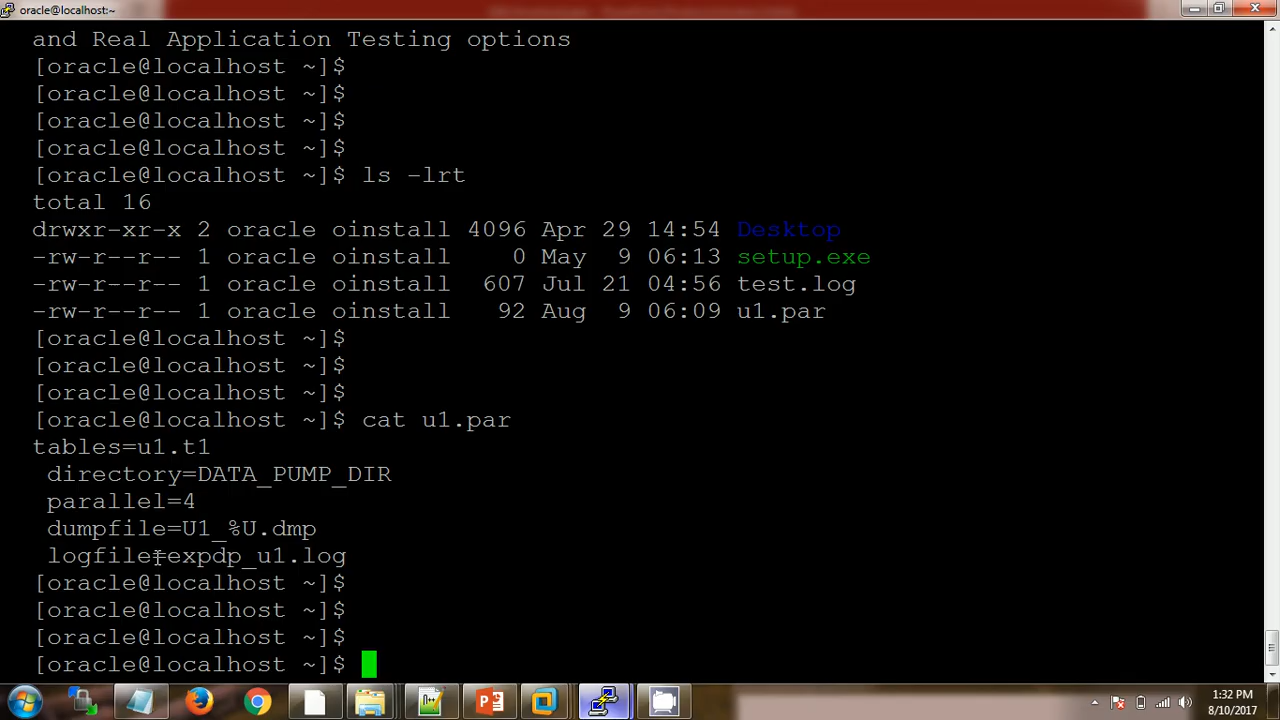 oracle@localhost:~
and Real Application Testing options
[oracle@localhost ~]$
[oracle@localhost ~]$
[oracle@localhost ~]$
[oracle@localhost ~]$
[oracle@localhost ~]$ ls -lrt
total 16
drwxr-xr-x 2 oracle oinstall 4096 Apr 29 14:54 Desktop
-rw-r--r-- 1 oracle oinstall    0 May  9 06:13 setup.exe
-rw-r--r-- 1 oracle oinstall  607 Jul 21 04:56 test.log
-rw-r--r-- 1 oracle oinstall   92 Aug  9 06:09 u1.par
[oracle@localhost ~]$
[oracle@localhost ~]$
[oracle@localhost ~]$
[oracle@localhost ~]$ cat u1.par
tables=u1.t1
 directory=DATA_PUMP_DIR
 parallel=4
 dumpfile=U1_%U.dmp
 logfile=expdp_u1.log
[oracle@localhost ~]$
[oracle@localhost ~]$
[oracle@localhost ~]$
[oracle@localhost ~]$
1:32 PM
8/10/2017